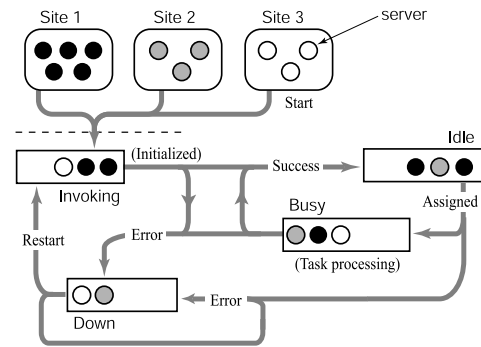 Site 1
Site 2
Site 3
server
Start
Idle
(Initialized)
Success
Invoking
Assigned
Busy
Restart
Error
(Task processing)
Error
Down